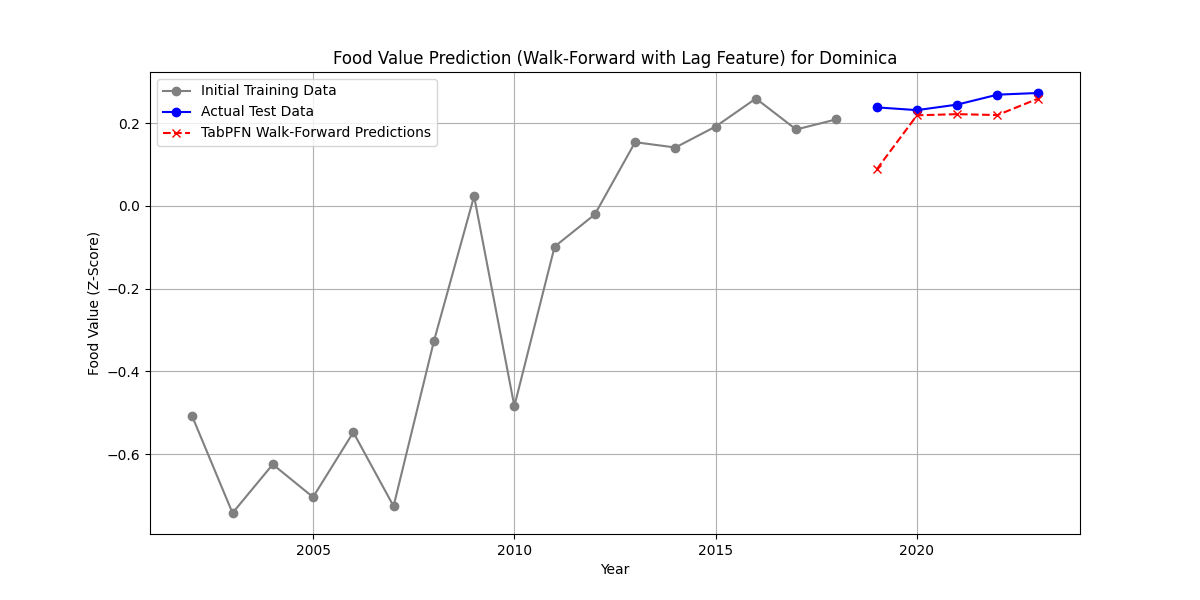 Food Value Prediction (Walk-Forward with Lag Feature) for Dominica
Initial Training Data
Actual Test Data
TabPFN Walk-Forward Predictions
Food Value (Z-Score)
0.2
0.0
−0.2
−0.4
−0.6
2005
2010
2015
2020
Year